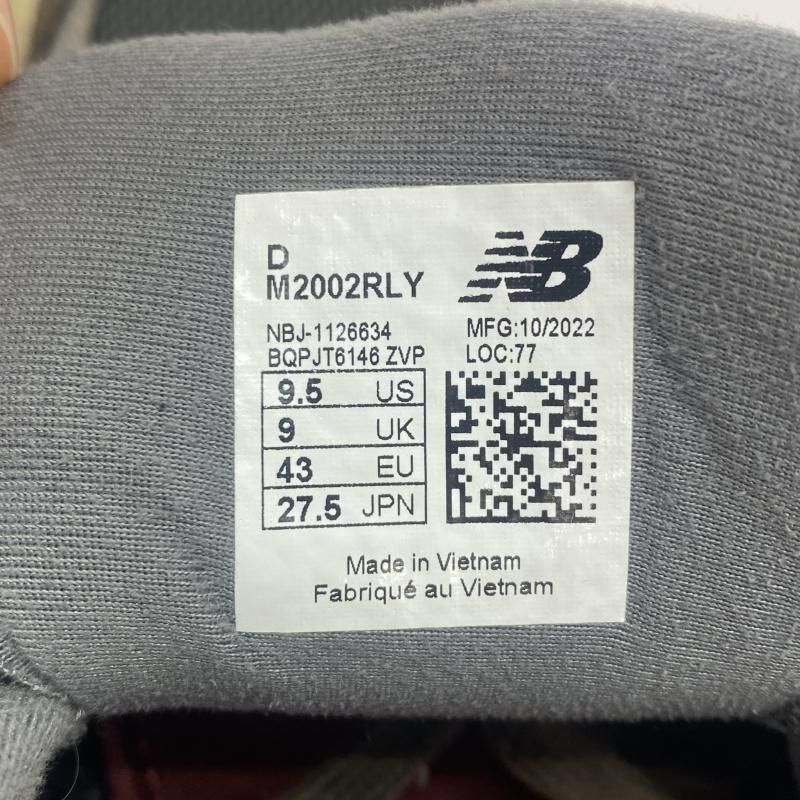 D
M2002RLY
NB
NBJ-1126634
MFG:10/2022
BQPJT6146 ZVP
LOC:77
9.5 US
9 UK
43 EU
27.5 JPN
Made in Vietnam
Fabriqué au Vietnam